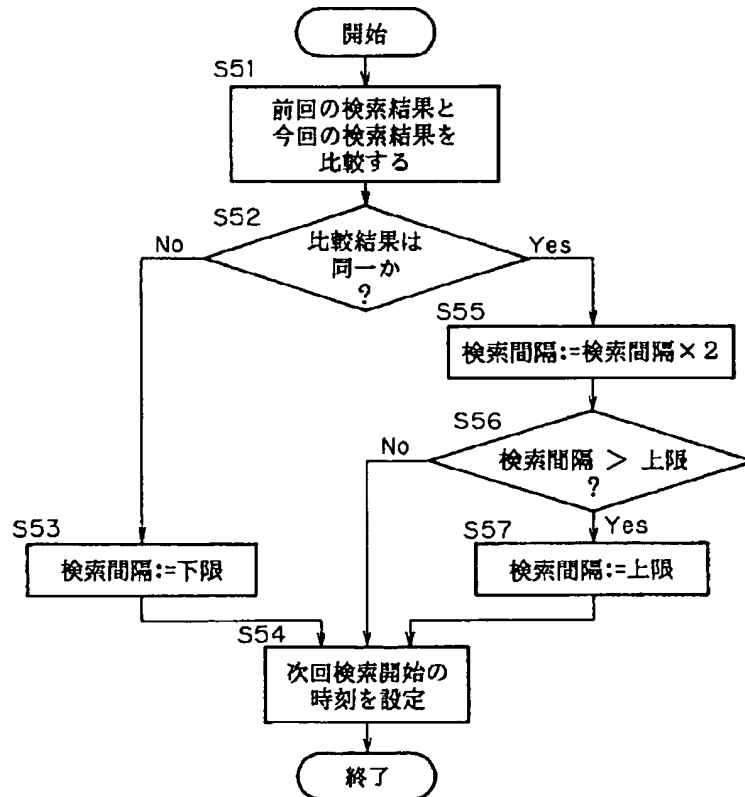 開始
S51
前回の検索結果と
今回の検索結果を
比較する
S52
比較結果は
同一か
?
No
Yes
S55
検索間隔:=検索間隔×2
S56
検索間隔 > 上限
?
No
Yes
S53
検索間隔:=下限
S57
検索間隔:=上限
S54
次回検索開始の
時刻を設定
終了